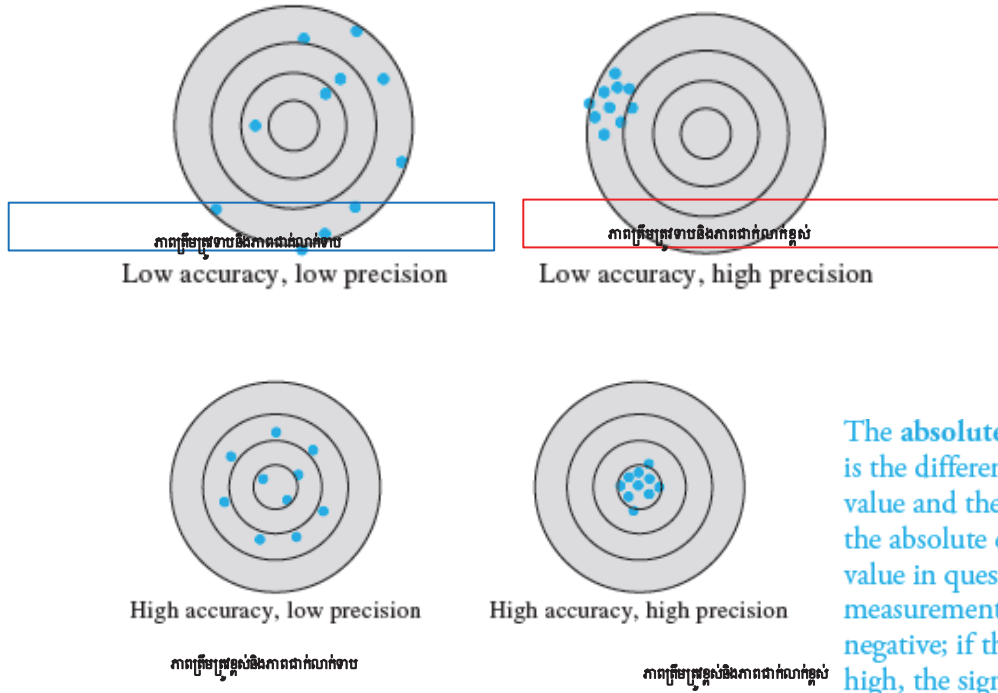 ភាពត្រឹមត្រូវទាបនិងភាពជាក់លាក់ទាប
Low accuracy, low precision
ភាពត្រឹមត្រូវទាបនិងភាពជាក់លាក់ខ្ពស់
Low accuracy, high precision
High accuracy, low precision
ភាពត្រឹមត្រូវខ្ពស់និងភាពជាក់លាក់ទាប
High accuracy, high precision
ភាពត្រឹមត្រូវខ្ពស់និងភាពជាក់លាក់ខ្ពស់
The absolute
is the differen
value and the
the absolute
value in ques
measurement
negative; if th
high, the sign